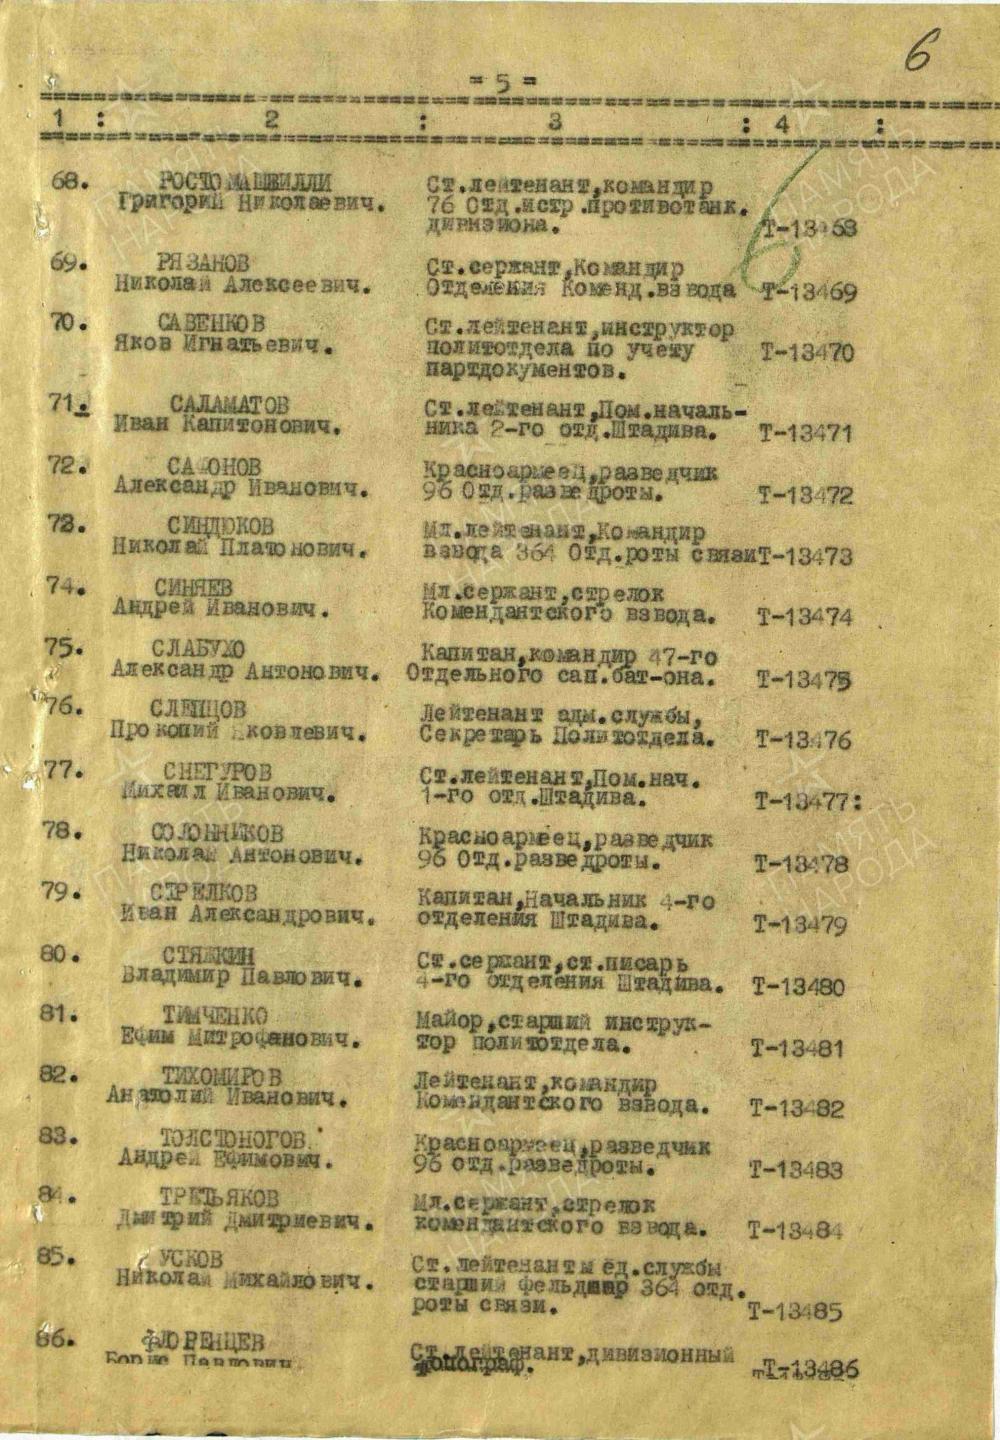 6
= 5 =
1 : 2 : 3 : 4 :
6
68. РОСТОМАШВИЛЛИ Ст.лейтенант,командир
Григорий Николаевич. 76 Отд.истр.противотанк.
дивизиона. Т-13468
69. РЯЗАНОВ Ст.сержант,Командир
Николай Алексеевич. Отделения Коменд.взвода Т-13469
70. САВЕНКОВ Ст.лейтенант,инструктор
Яков Игнатьевич. политотдела по учету Т-13470
партдокументов.
71. САЛАМАТОВ Ст.лейтенант,Пом.началь-
Иван Капитонович. ника 2-го отд.Штадива. Т-13471
72. САФОНОВ Красноармеец,разведчик
Александр Иванович. 96 Отд.разведроты. Т-13472
73. СИНДЮКОВ Мл.лейтенант,Командир
Николай Платонович. взвода 364 Отд.роты связиТ-13473
74. СИНЯЕВ Мл.сержант,стрелок
Андрей Иванович. Комендантского взвода. Т-13474
75. СЛАБУХО Капитан,командир 47-го
Александр Антонович. Отдельного сап.бат-она. Т-13475
76. СЛЕПЦОВ Лейтенант адм.службы,
Прокопий Яковлевич. Секретарь Политотдела. Т-13476
77. СНЕГУРОВ Ст.лейтенант,Пом.нач.
Михаил Иванович. 1-го отд.Штадива. Т-13477:
78. СОЛОННИКОВ Красноармеец,разведчик
Николай Антонович. 96 Отд.разведроты. Т-13478
79. СТРЕЛКОВ Капитан,Начальник 4-го
Иван Александрович. отделения Штадива. Т-13479
80. СТЯЖКИН Ст.сержант,ст.писарь
Владимир Павлович. 4-го отделения Штадива. Т-13480
81. ТИМЧЕНКО Майор,старший инструк-
Ефим Митрофанович. тор политотдела. Т-13481
82. ТИХОМИРОВ Лейтенант,командир
Анатолий Иванович. Комендантского взвода. Т-13482
83. ТОЛСТОНОГОВ. Красноармеец,разведчик
Андрей Ефимович. 96 отд.разведроты. Т-13483
84. ТРЕТЬЯКОВ Мл.сержант,стрелок
Дмитрий Дмитриевич. комендантского взвода. Т-13484
85. УСКОВ Ст.лейтенант мед.службы
Николай Михайлович. старший фельдшер 364 отд.
роты связи. Т-13485
86. ФЛОРЕНЦЕВ Ст.лейтенант,дивизионный
Борис Павлович. топограф. Т-13486
ПАМЯТЬ НАРОДА